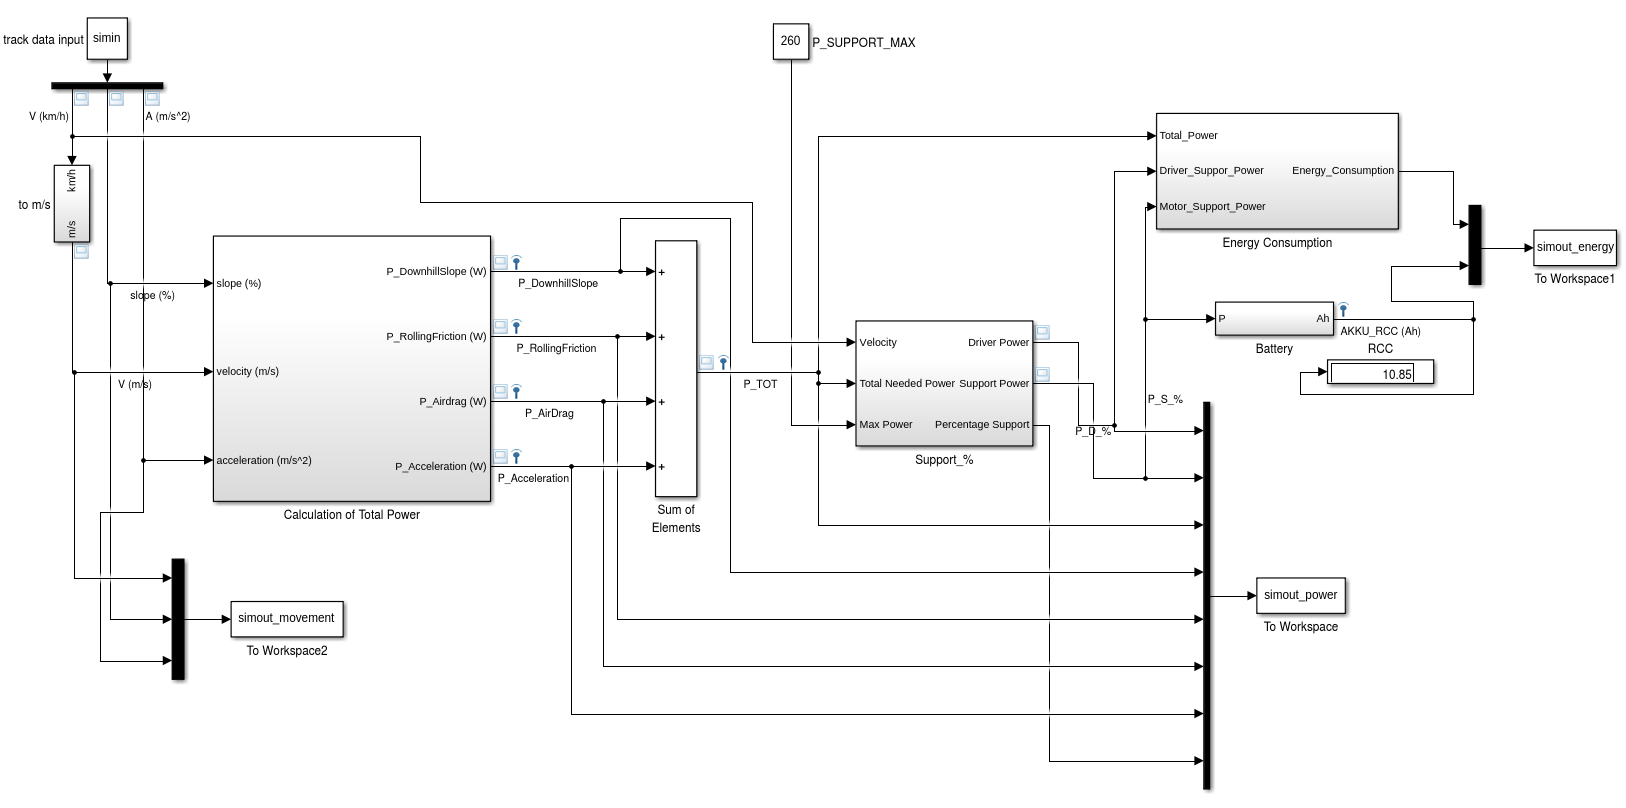 track data input
simin
V (km/h)
A (m/s^2)
km/h
m/s
to m/s
slope (%)
V (m/s)
slope (%)
velocity (m/s)
acceleration (m/s^2)
P_DownhillSlope (W)
P_RollingFriction (W)
P_Airdrag (W)
P_Acceleration (W)
Calculation of Total Power
P_DownhillSlope
P_RollingFriction
P_AirDrag
P_Acceleration
+
+
+
+
Sum of
Elements
P_TOT
260
P_SUPPORT_MAX
Velocity
Total Needed Power
Max Power
Driver Power
Support Power
Percentage Support
Support_%
P_D_%
P_S_%
Total_Power
Driver_Suppor_Power
Motor_Support_Power
Energy_Consumption
Energy Consumption
simout_energy
To Workspace1
P
Ah
Battery
AKKU_RCC (Ah)
RCC
10.85
simout_power
To Workspace
simout_movement
To Workspace2